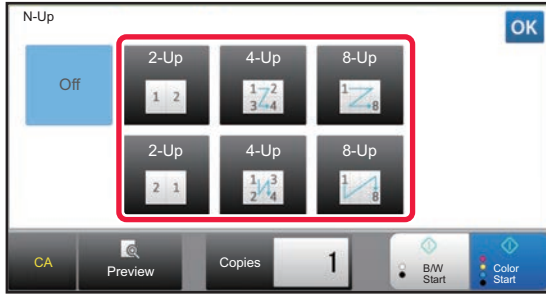 N-Up
OK
Off
2-Up
4-Up
8-Up
1 2
1 2
3 4
1
8
2-Up
4-Up
8-Up
2 1
1 3
2 4
1
8
CA
Preview
Copies
1
B/W
Start
Color
Start